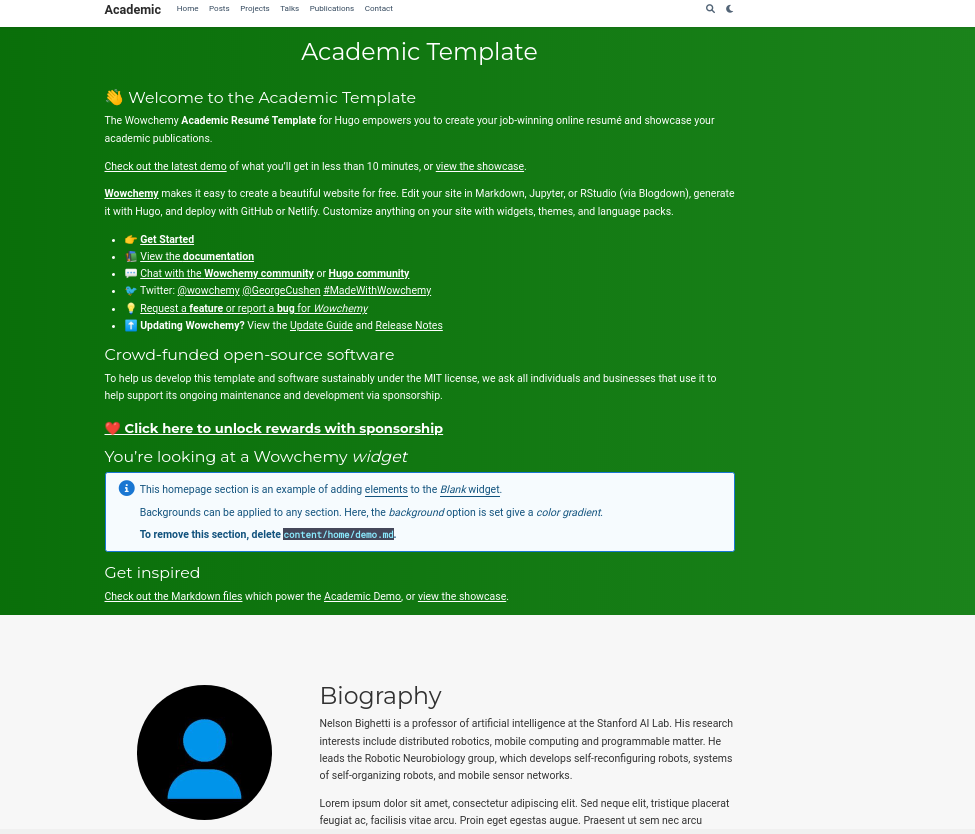 Academic Home Posts Projects Talks Publications Contact
Academic Template
👋 Welcome to the Academic Template
The Wowchemy Academic Resumé Template for Hugo empowers you to create your job-winning online resumé and showcase your
academic publications.
Check out the latest demo of what you'll get in less than 10 minutes, or view the showcase.
Wowchemy makes it easy to create a beautiful website for free. Edit your site in Markdown, Jupyter, or RStudio (via Blogdown), generate
it with Hugo, and deploy with GitHub or Netlify. Customize anything on your site with widgets, themes, and language packs.
• 👉 Get Started
• 📚 View the documentation
• 💬 Chat with the Wowchemy community or Hugo community
• 🐦 Twitter: @wowchemy @GeorgeCushen #MadeWithWowchemy
• 💡 Request a feature or report a bug for Wowchemy
• ⬆️ Updating Wowchemy? View the Update Guide and Release Notes
Crowd-funded open-source software
To help us develop this template and software sustainably under the MIT license, we ask all individuals and businesses that use it to
help support its ongoing maintenance and development via sponsorship.
❤️ Click here to unlock rewards with sponsorship
You're looking at a Wowchemy widget
This homepage section is an example of adding elements to the Blank widget.
Backgrounds can be applied to any section. Here, the background option is set give a color gradient.
To remove this section, delete content/home/demo.md.
Get inspired
Check out the Markdown files which power the Academic Demo, or view the showcase.
Biography
Nelson Bighetti is a professor of artificial intelligence at the Stanford AI Lab. His research
interests include distributed robotics, mobile computing and programmable matter. He
leads the Robotic Neurobiology group, which develops self-reconfiguring robots, systems
of self-organizing robots, and mobile sensor networks.
Lorem ipsum dolor sit amet, consectetur adipiscing elit. Sed neque elit, tristique placerat
feugiat ac, facilisis vitae arcu. Proin eget egestas augue. Praesent ut sem nec arcu